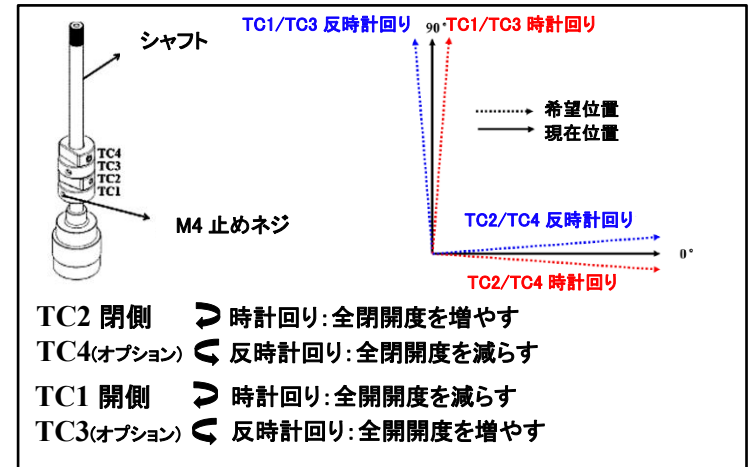 シャフト
TC4
TC3
TC2
TC1
M4 止めネジ
TC1/TC3 反時計回り
90°
TC1/TC3 時計回り
希望位置
現在位置
TC2/TC4 反時計回り
0°
TC2/TC4 時計回り
TC2 閉側 時計回り:全閉開度を増やす
TC4(オプション) 反時計回り:全閉開度を減らす
TC1 開側 時計回り:全開開度を減らす
TC3(オプション) 反時計回り:全開開度を増やす